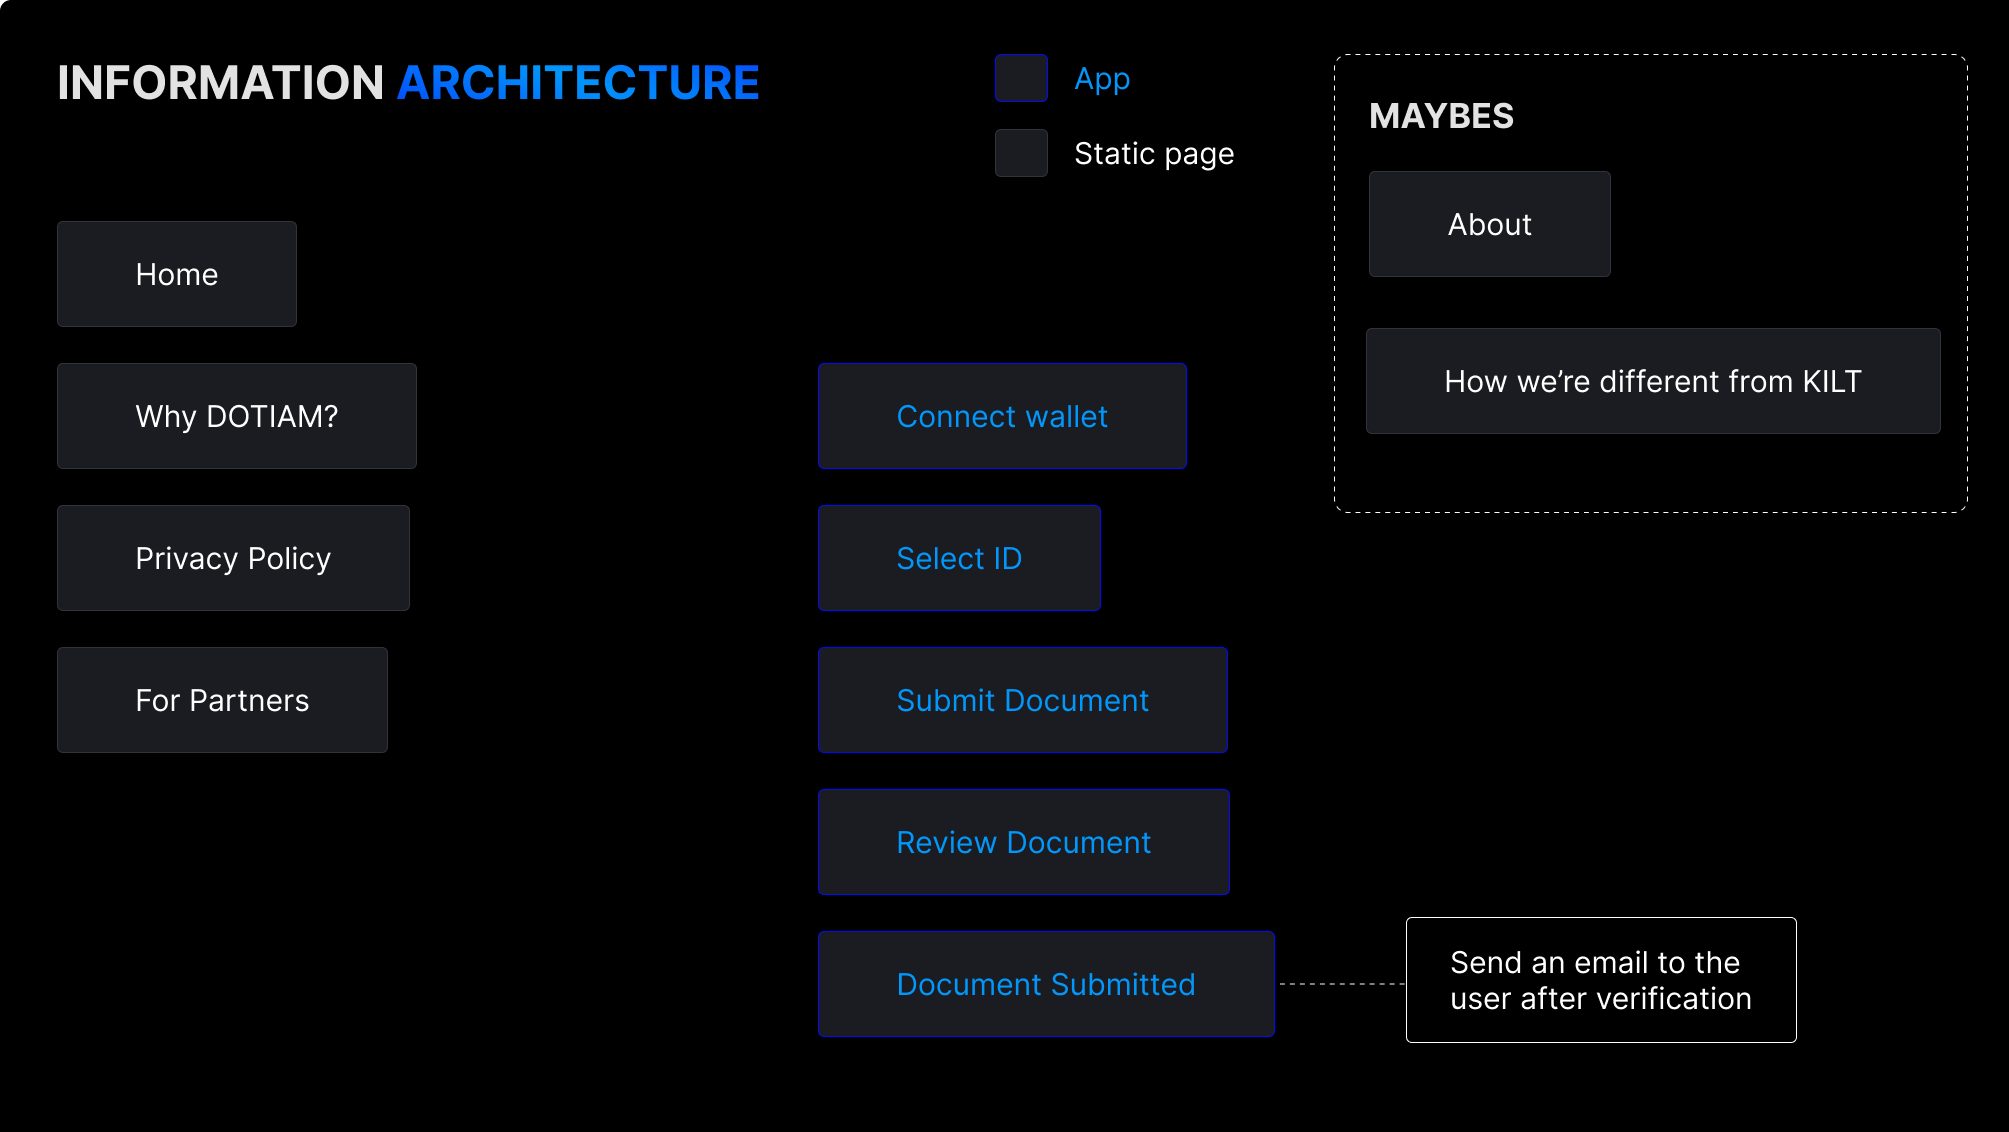 INFORMATION ARCHITECTURE
App
Static page
Home
Why DOTIAM?
Privacy Policy
For Partners
Connect wallet
Select ID
Submit Document
Review Document
Document Submitted
Send an email to the
user after verification
MAYBES
About
How we’re different from KILT